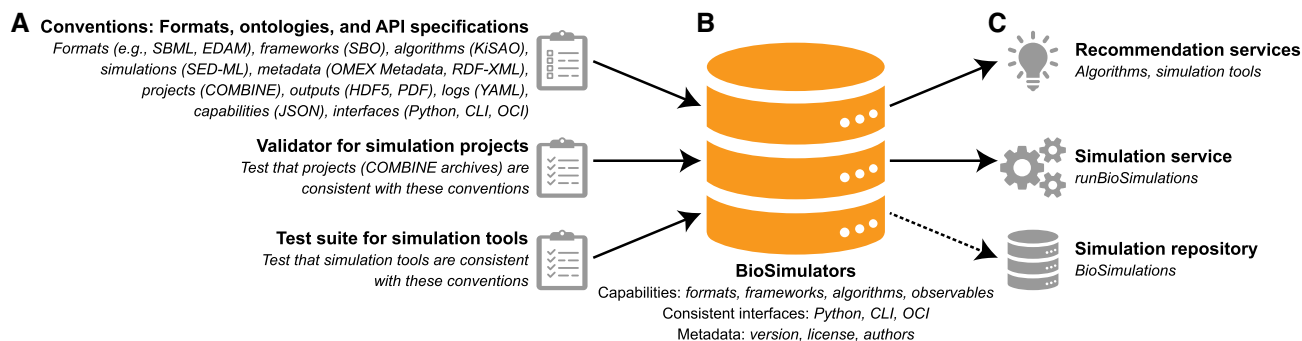 A
Conventions: Formats, ontologies, and API specifications
Formats (e.g., SBML, EDAM), frameworks (SBO), algorithms (KiSAO),
simulations (SED-ML), metadata (OMEX Metadata, RDF-XML),
projects (COMBINE), outputs (HDF5, PDF), logs (YAML),
capabilities (JSON), interfaces (Python, CLI, OCI)
Validator for simulation projects
Test that projects (COMBINE archives) are
consistent with these conventions
Test suite for simulation tools
Test that simulation tools are consistent
with these conventions
B
BioSimulators
Capabilities: formats, frameworks, algorithms, observables
Consistent interfaces: Python, CLI, OCI
Metadata: version, license, authors
C
Recommendation services
Algorithms, simulation tools
Simulation service
runBioSimulations
Simulation repository
BioSimulations